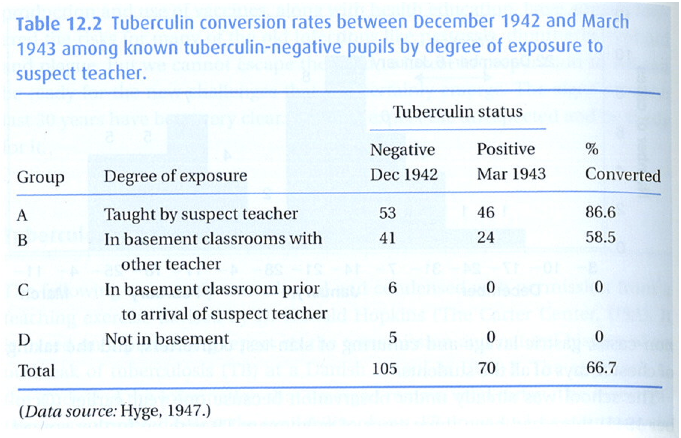 Table 12.2 Tuberculin conversion rates between December 1942 and March
1943 among known tuberculin-negative pupils by degree of exposure to
suspect teacher.
Tuberculin status
Negative Positive %
Group Degree of exposure Dec 1942 Mar 1943 Converted
A Taught by suspect teacher 53 46 86.6
B In basement classrooms with 41 24 58.5
other teacher
C In basement classroom prior 6 0 0
to arrival of suspect teacher
D Not in basement 5 0 0
Total 105 70 66.7
(Data source: Hyge, 1947.)